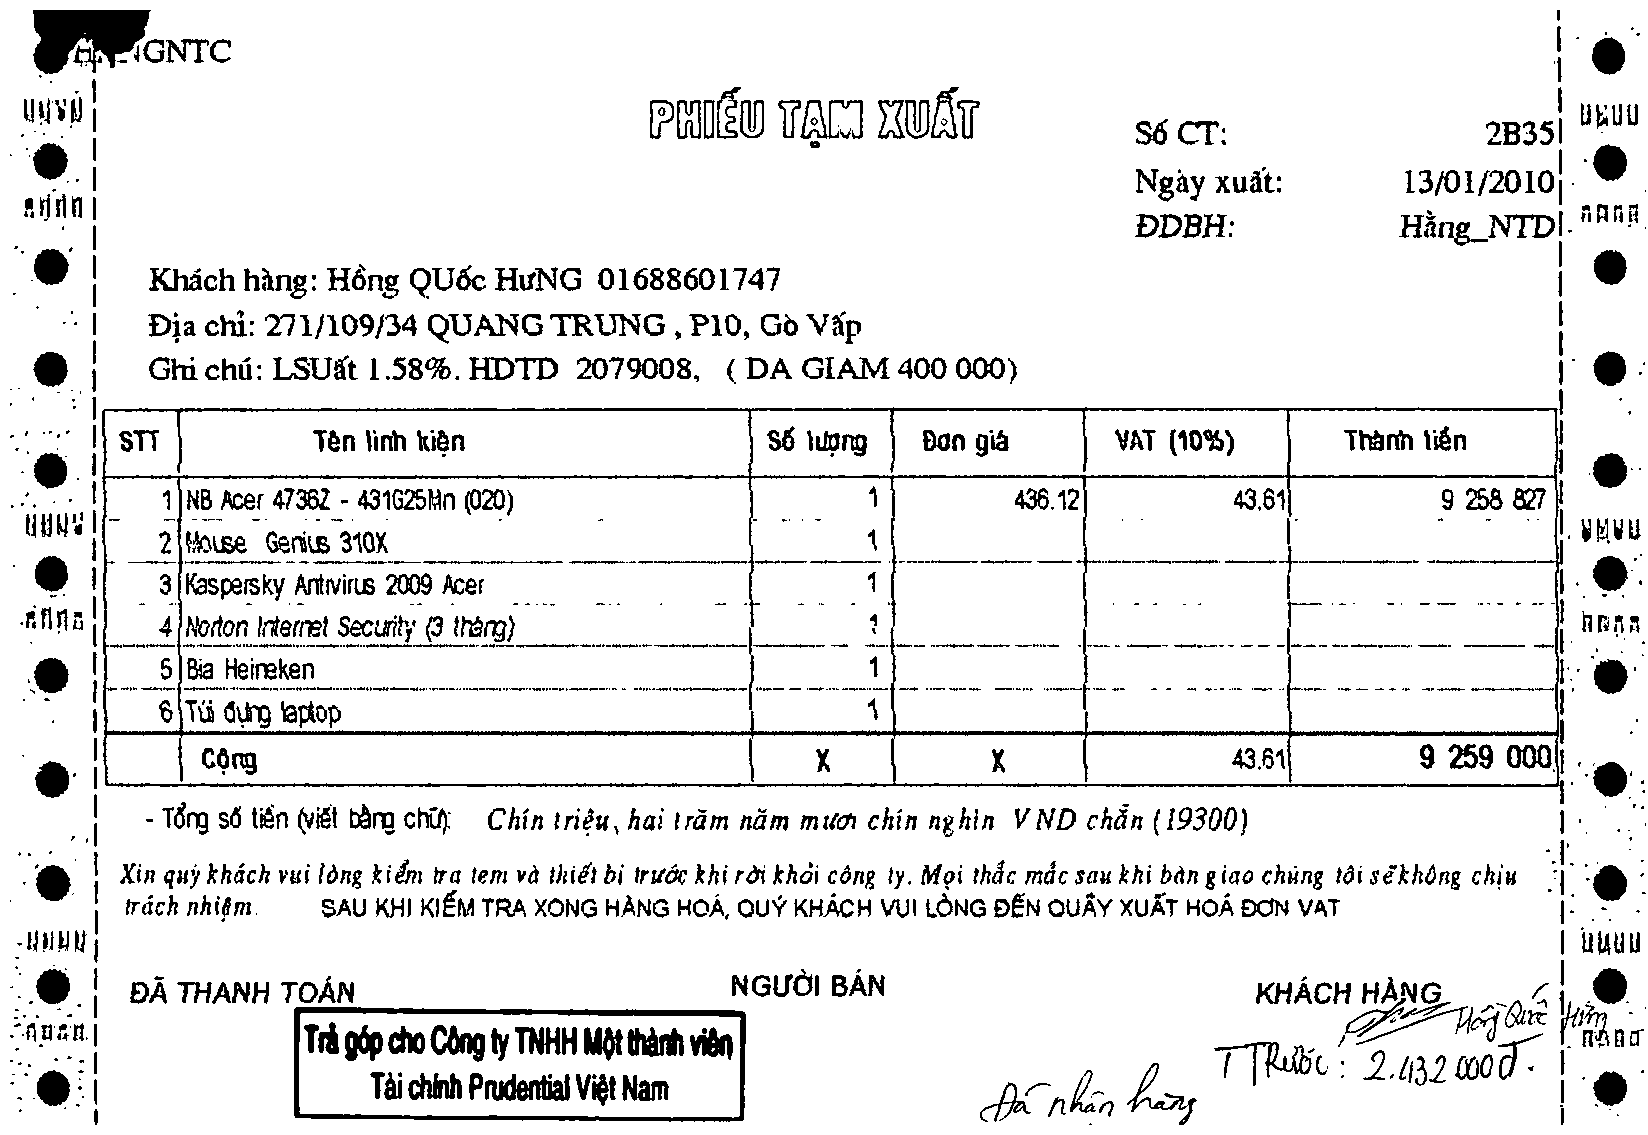 GNTC
PHIẾU TẠM XUẤT
Số CT: 2B35
Ngày xuất: 13/01/2010
ĐDBH: Hằng_NTD
Khách hàng: Hồng QUốc HưNG 01688601747
Địa chỉ: 271/109/34 QUANG TRUNG , P10, Gò Vấp
Ghi chú: LSUất 1.58%. HDTD 2079008, ( DA GIAM 400 000)
STT Tên linh kiện Số lượng Đơn giá VAT (10%) Thành tiền
1 NB Acer 4736Z - 431G25Mn (020) 1 436.12 43.61 9 258 827
2 Mouse Genius 310X 1
3 Kaspersky Antivirus 2009 Acer 1
4 Norton Internet Security (3 tháng) 1
5 Bia Heineken 1
6 Túi đựng laptop 1
Cộng X X 43.61 9 259 000
- Tổng số tiền (viết bằng chữ): Chín triệu, hai trăm năm mươi chín nghìn VND chẵn (19300)
Xin quý khách vui lòng kiểm tra tem và thiết bị trước khi rời khỏi công ty. Mọi thắc mắc sau khi bàn giao chúng tôi sẽ không chịu
trách nhiệm. SAU KHI KIỂM TRA XONG HÀNG HOÁ, QUÝ KHÁCH VUI LÒNG ĐẾN QUẦY XUẤT HOÁ ĐƠN VAT
ĐÃ THANH TOÁN NGƯỜI BÁN KHÁCH HÀNG
Trả góp cho Công ty TNHH Một thành viên
Tài chính Prudential Việt Nam
Hồng Quốc Hưng
TTRước: 2.432.000đ.
Đã nhận hàng